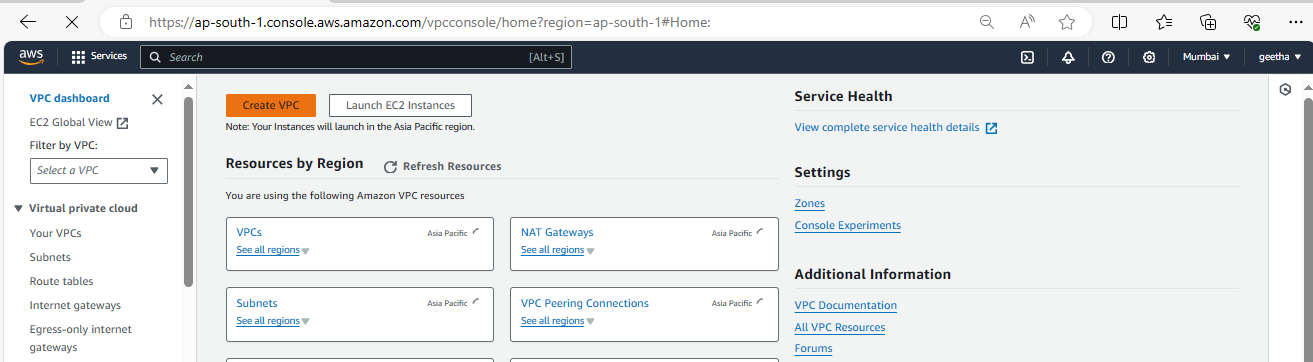 https://ap-south-1.console.aws.amazon.com/vpcconsole/home?region=ap-south-1#Home:
aws Services Search [Alt+S] Mumbai geetha
VPC dashboard
EC2 Global View
Filter by VPC:
Select a VPC
Virtual private cloud
Your VPCs
Subnets
Route tables
Internet gateways
Egress-only internet
gateways
Create VPC Launch EC2 Instances
Note: Your Instances will launch in the Asia Pacific region.
Resources by Region Refresh Resources
You are using the following Amazon VPC resources
VPCs Asia Pacific
See all regions
NAT Gateways Asia Pacific
See all regions
Subnets Asia Pacific
See all regions
VPC Peering Connections Asia Pacific
See all regions
Service Health
View complete service health details
Settings
Zones
Console Experiments
Additional Information
VPC Documentation
All VPC Resources
Forums